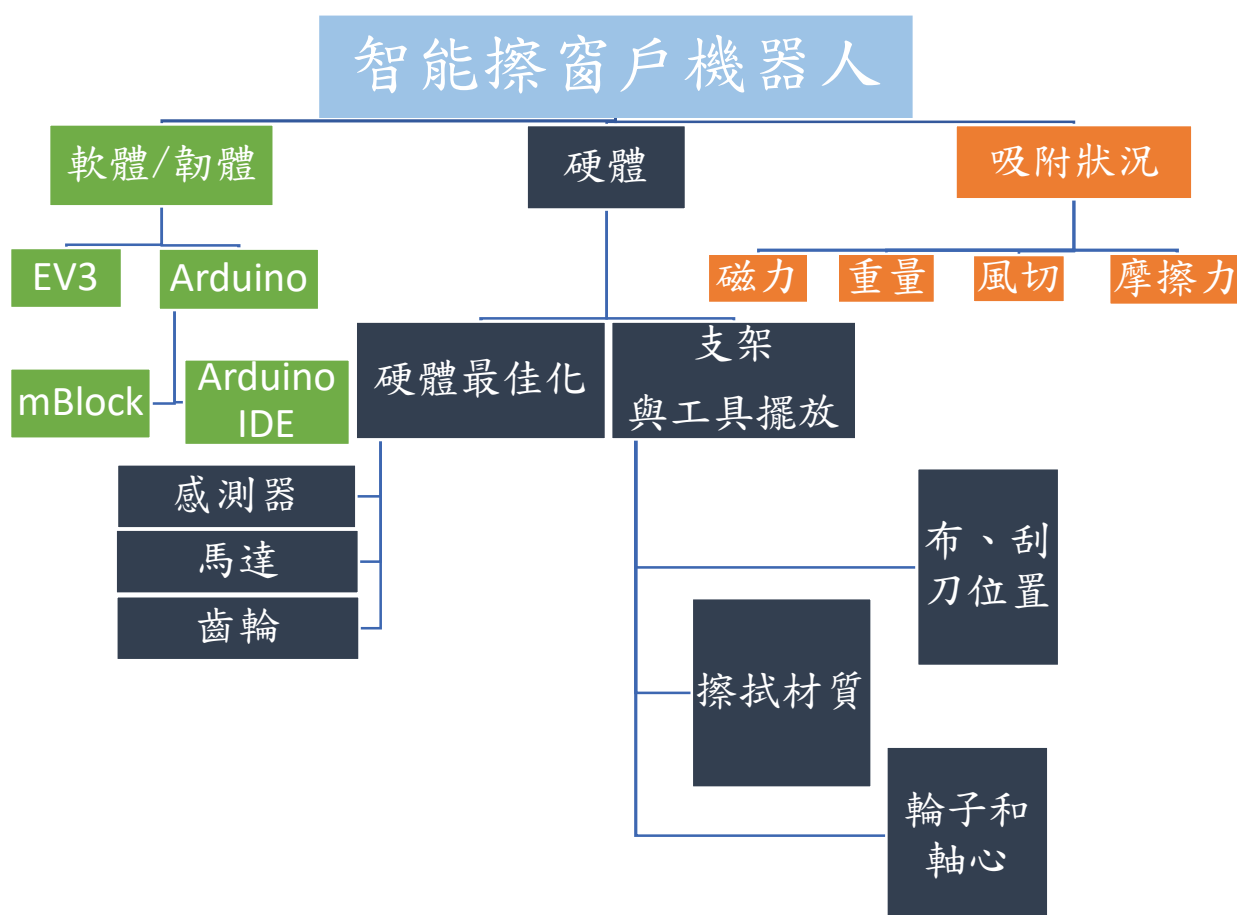 智能擦窗戶機器人
軟體/韌體
硬體
吸附狀況
EV3
Arduino
磁力
重量
風切
摩擦力
mBlock
Arduino
IDE
硬體最佳化
支架
與工具擺放
感測器
馬達
齒輪
布、刮
刀位置
擦拭材質
輪子和
軸心